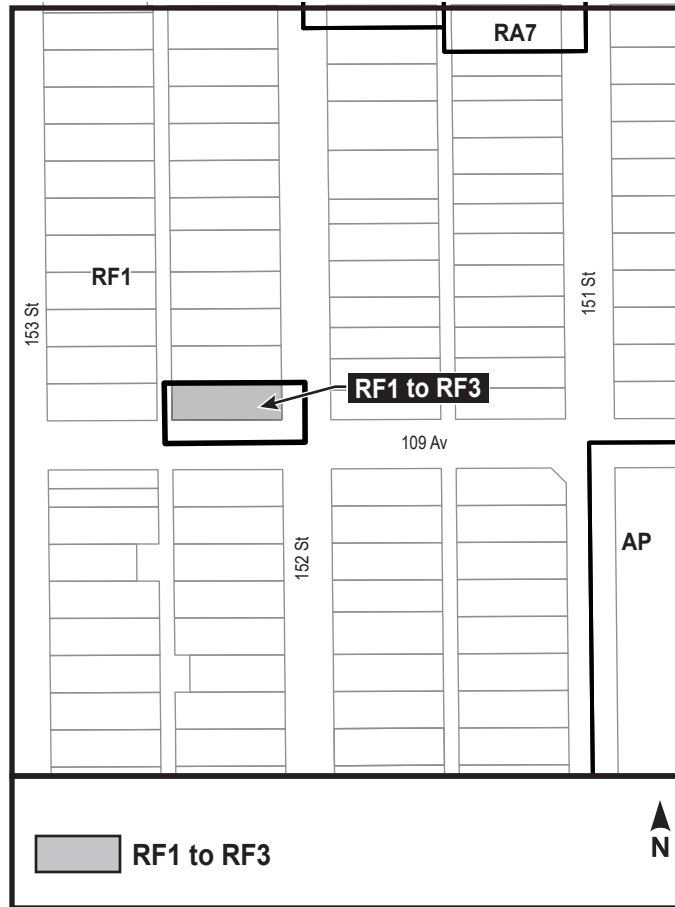 RA7
RF1
153 St
151 St
RF1 to RF3
109 Av
152 St
AP
RF1 to RF3
N